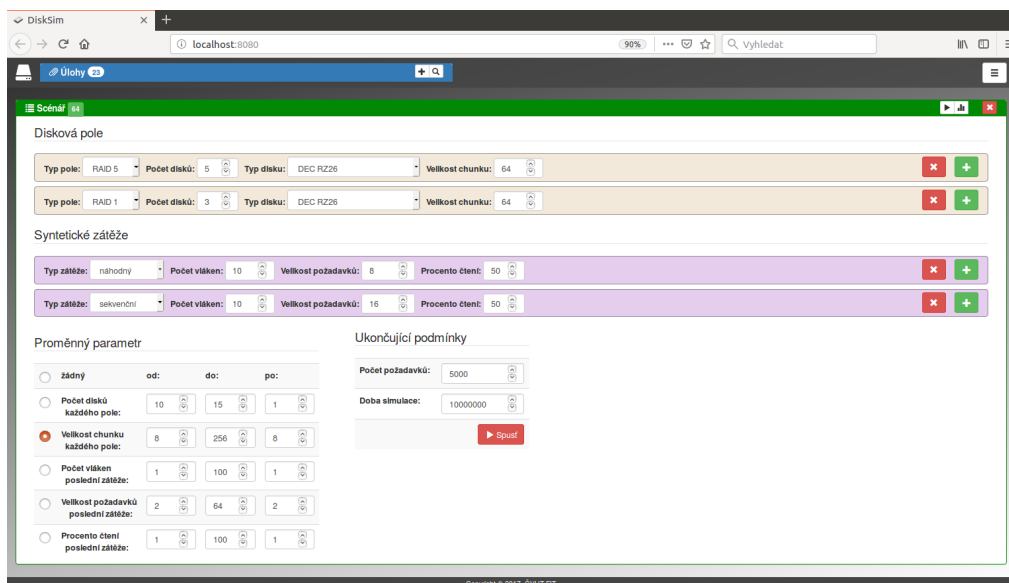 DiskSim
localhost:8080
90%
Vyhledat
Úlohy 23
Scénář 64
Disková pole
Typ pole: RAID 5 Počet disků: 5 Typ disku: DEC RZ26 Velikost chunku: 64
Typ pole: RAID 1 Počet disků: 3 Typ disku: DEC RZ26 Velikost chunku: 64
Syntetické zátěže
Typ zátěže: náhodný Počet vláken: 10 Velikost požadavků: 8 Procento čtení: 50
Typ zátěže: sekvenční Počet vláken: 10 Velikost požadavků: 16 Procento čtení: 50
Proměnný parametr
žádný od: do: po:
Počet disků
každého pole: 10 15 1
Velikost chunku
každého pole: 8 256 8
Počet vláken
poslední zátěže: 1 100 1
Velikost požadavků
poslední zátěže: 2 64 2
Procento čtení
poslední zátěže: 1 100 1
Ukončující podmínky
Počet požadavků: 5000
Doba simulace: 10000000
Spusť
Copyright © 2017, ČVUT FIT